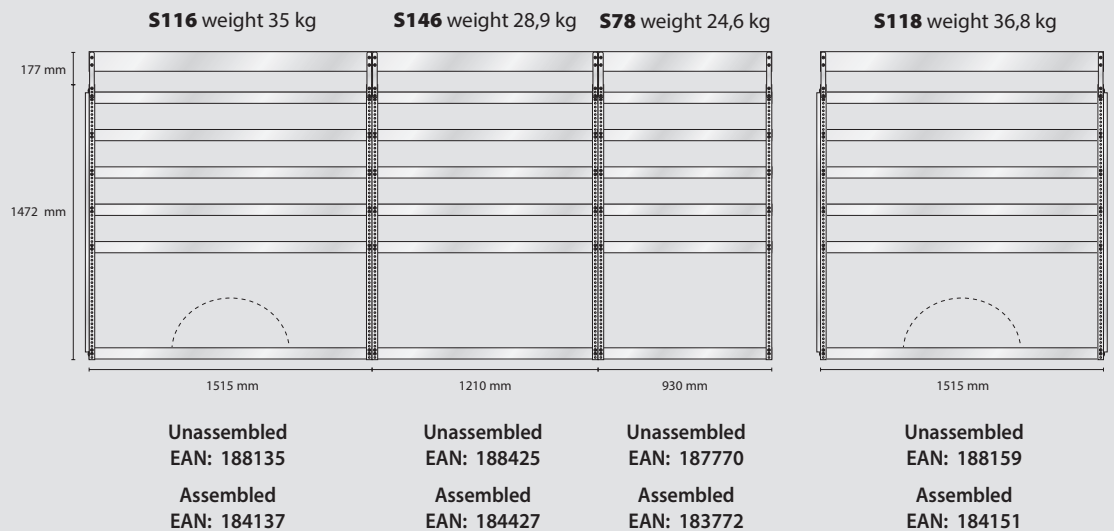 S116 weight 35 kg
S146 weight 28,9 kg
S78 weight 24,6 kg
S118 weight 36,8 kg
177 mm
1472 mm
1515 mm
1210 mm
930 mm
1515 mm
Unassembled
EAN: 188135
Assembled
EAN: 184137
Unassembled
EAN: 188425
Assembled
EAN: 184427
Unassembled
EAN: 187770
Assembled
EAN: 183772
Unassembled
EAN: 188159
Assembled
EAN: 184151